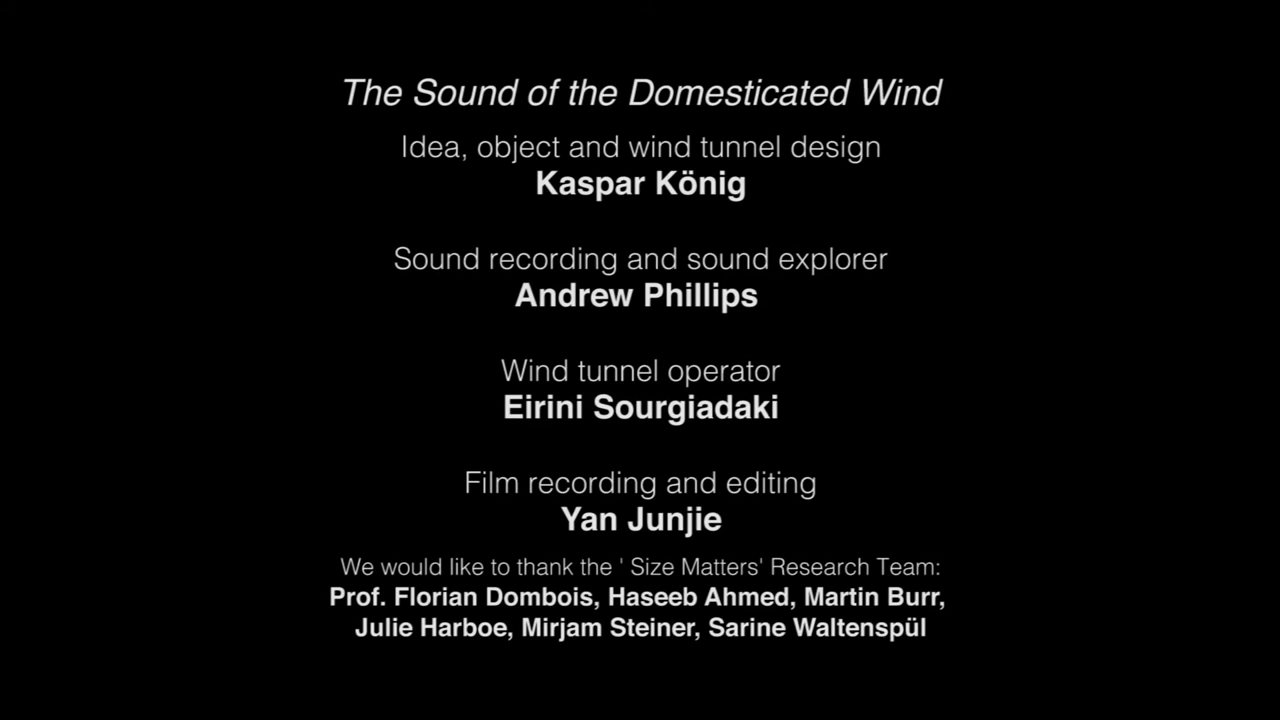 The Sound of the Domesticated Wind
Idea, object and wind tunnel design
Kaspar König
Sound recording and sound explorer
Andrew Phillips
Wind tunnel operator
Eirini Sourgiadaki
Film recording and editing
Yan Junjie
We would like to thank the ' Size Matters' Research Team:
Prof. Florian Dombois, Haseeb Ahmed, Martin Burr,
Julie Harboe, Mirjam Steiner, Sarine Waltenspül